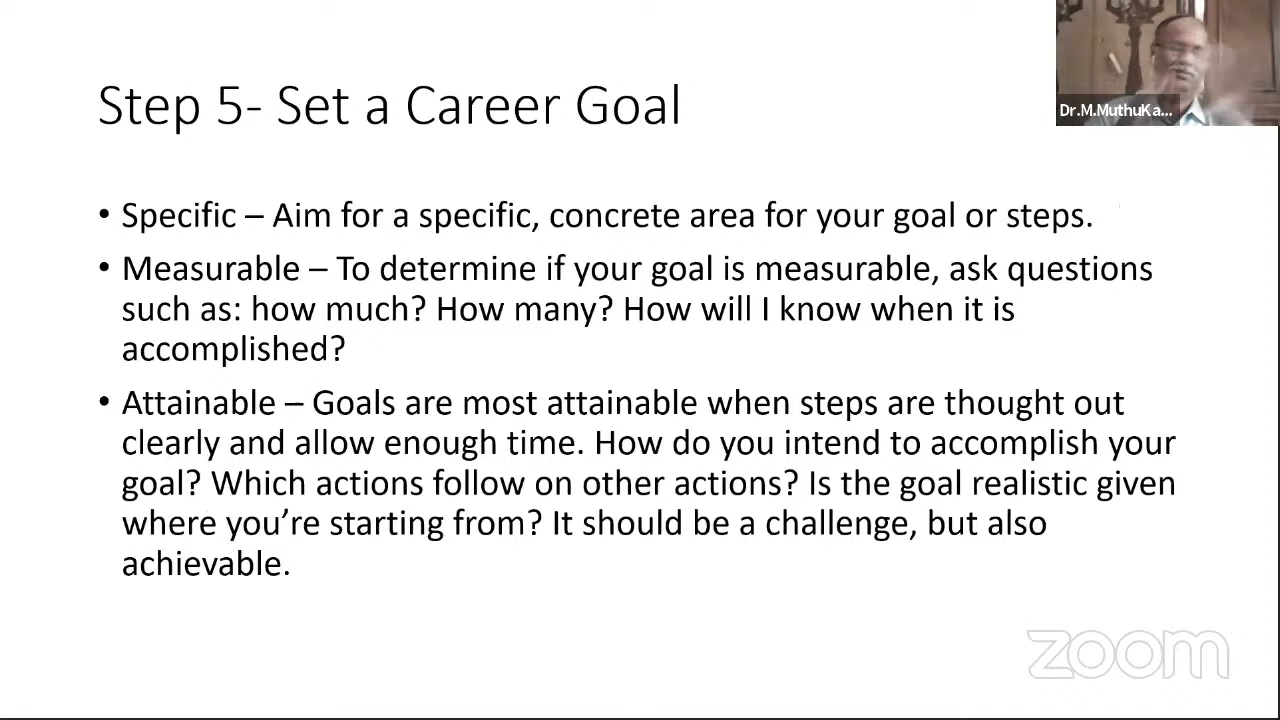 Step 5- Set a Career Goal
Dr.M.MuthuKa...
• Specific – Aim for a specific, concrete area for your goal or steps.
• Measurable – To determine if your goal is measurable, ask questions
such as: how much? How many? How will I know when it is
accomplished?
• Attainable – Goals are most attainable when steps are thought out
clearly and allow enough time. How do you intend to accomplish your
goal? Which actions follow on other actions? Is the goal realistic given
where you’re starting from? It should be a challenge, but also
achievable.
zoom